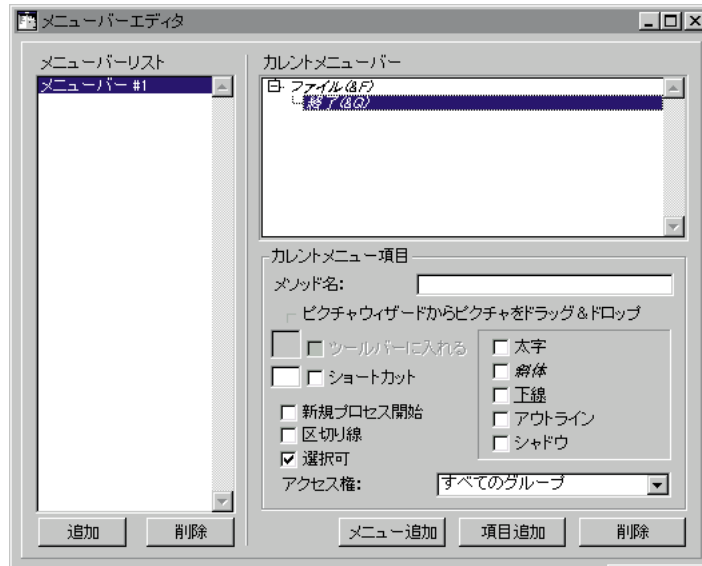 メニューバーエディタ
メニューバーリスト
メニューバー #1
追加
削除
カレントメニューバー
ファイル(&F)
終了(&Q)
カレントメニュー項目
メソッド名:
ピクチャウィザードからピクチャをドラッグ&ドロップ
ツールバーに入れる
ショートカット
新規プロセス開始
区切り線
選択可
太字
斜体
下線
アウトライン
シャドウ
アクセス権:
すべてのグループ
メニュー追加
項目追加
削除